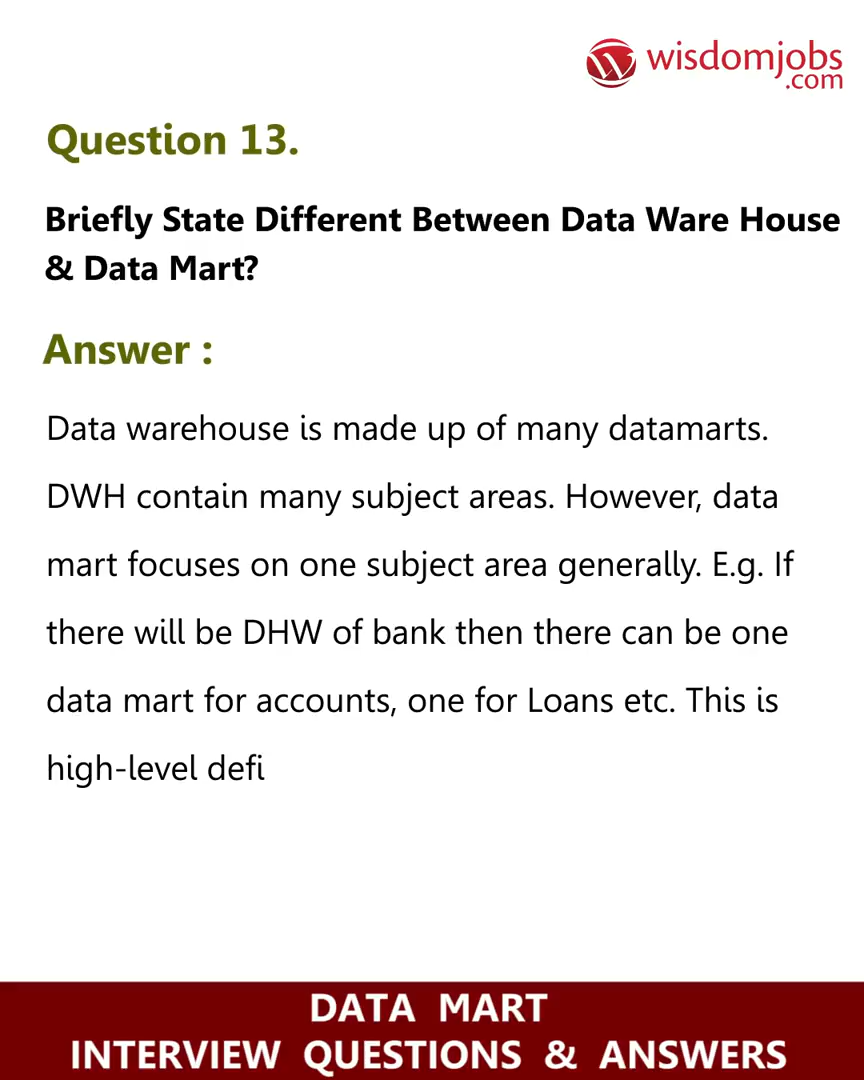 wisdomjobs
.com
Question 13.
Briefly State Different Between Data Ware House
& Data Mart?
Answer :
Data warehouse is made up of many datamarts.
DWH contain many subject areas. However, data
mart focuses on one subject area generally. E.g. If
there will be DHW of bank then there can be one
data mart for accounts, one for Loans etc. This is
high-level defi
DATA MART
INTERVIEW QUESTIONS & ANSWERS